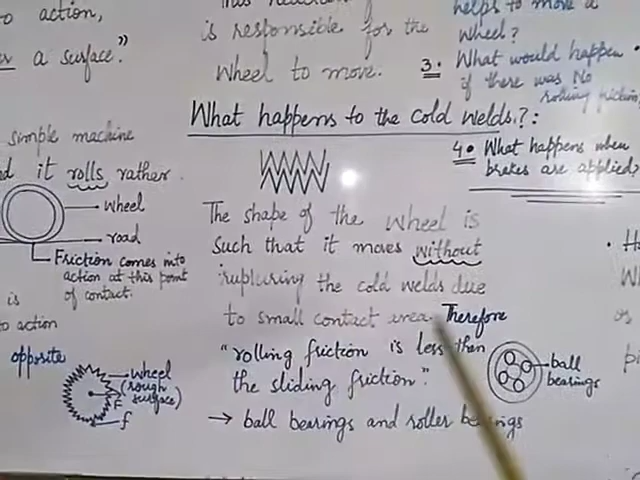 to action,
a surface."
simple machine
it rolls rather
wheel
road
Friction comes into
action at this point
of contact.
is
to action
opposite
wheel
(rough
surface)
F
f
is responsible for the
wheel to move.
What happens to the cold welds.?:
The shape of the wheel is
such that it moves without
rupturing the cold welds due
to small contact area. Therefore
"rolling friction is less then
the sliding friction."
→ ball bearings and roller bearings
ball
bearings
helps to move a
wheel?
3. What would happen
if there was No
rolling friction
4. What happens when
brakes are applied?